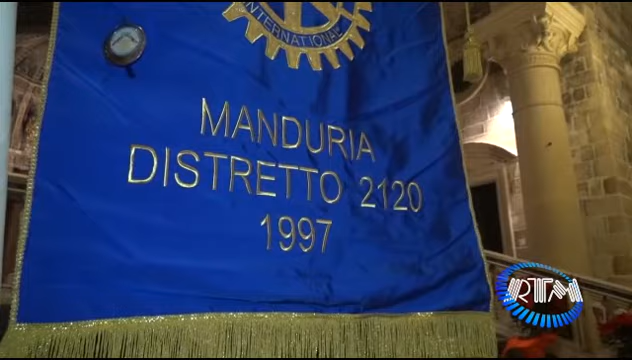 INTERNATIONAL
MANDURIA
DISTRETTO 2120
1997
RTM